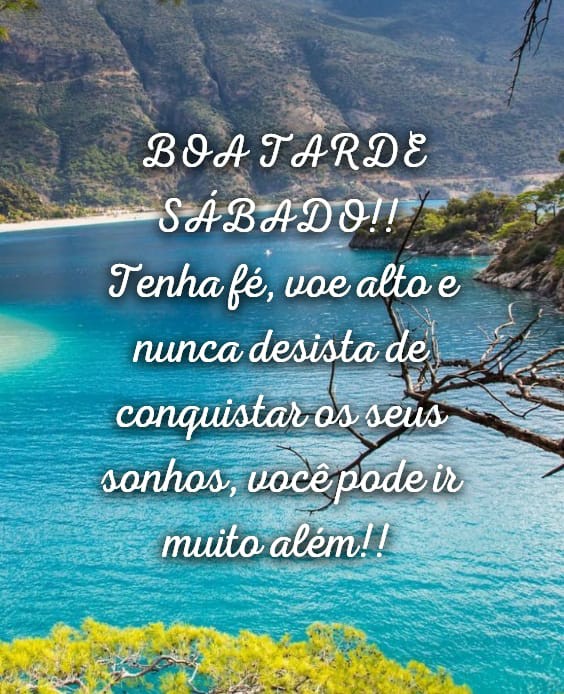 BOA TARDE
SÁBADO!!
Tenha fé, voe alto e
nunca desista de
conquistar os seus
sonhos, você pode ir
muito além!!